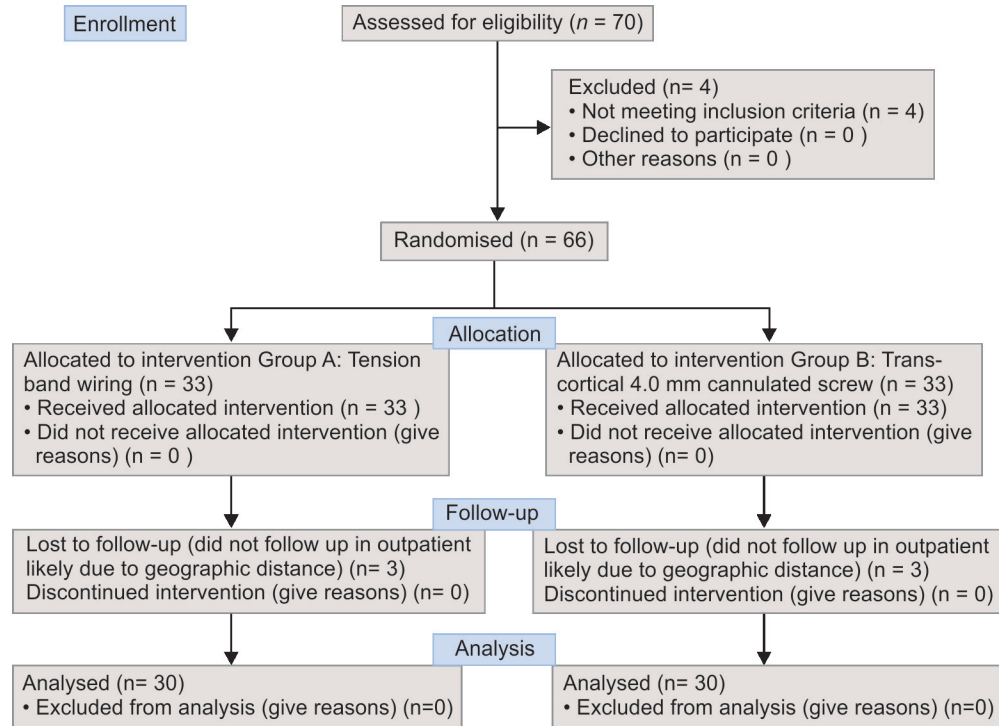 Enrollment
Assessed for eligibility (n = 70)
Excluded (n= 4)
• Not meeting inclusion criteria (n = 4)
• Declined to participate (n = 0 )
• Other reasons (n = 0 )
Randomised (n = 66)
Allocation
Allocated to intervention Group A: Tension
band wiring (n = 33)
• Received allocated intervention (n = 33 )
• Did not receive allocated intervention (give
reasons) (n = 0 )
Allocated to intervention Group B: Trans-
cortical 4.0 mm cannulated screw (n = 33)
• Received allocated intervention (n = 33)
• Did not receive allocated intervention (give
reasons) (n= 0)
Follow-up
Lost to follow-up (did not follow up in outpatient
likely due to geographic distance) (n= 3)
Discontinued intervention (give reasons) (n= 0)
Lost to follow-up (did not follow up in outpatient
likely due to geographic distance) (n = 3)
Discontinued intervention (give reasons) (n = 0)
Analysis
Analysed (n= 30)
• Excluded from analysis (give reasons) (n=0)
Analysed (n= 30)
• Excluded from analysis (give reasons) (n=0)